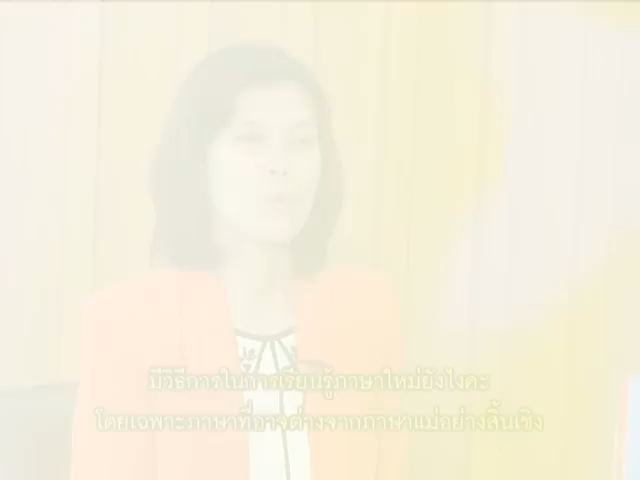 มีวิธีการในการเรียนรู้ภาษาใหม่ยังไงคะ
โดยเฉพาะภาษาที่อาจต่างจากภาษาแม่อย่างสิ้นเชิง